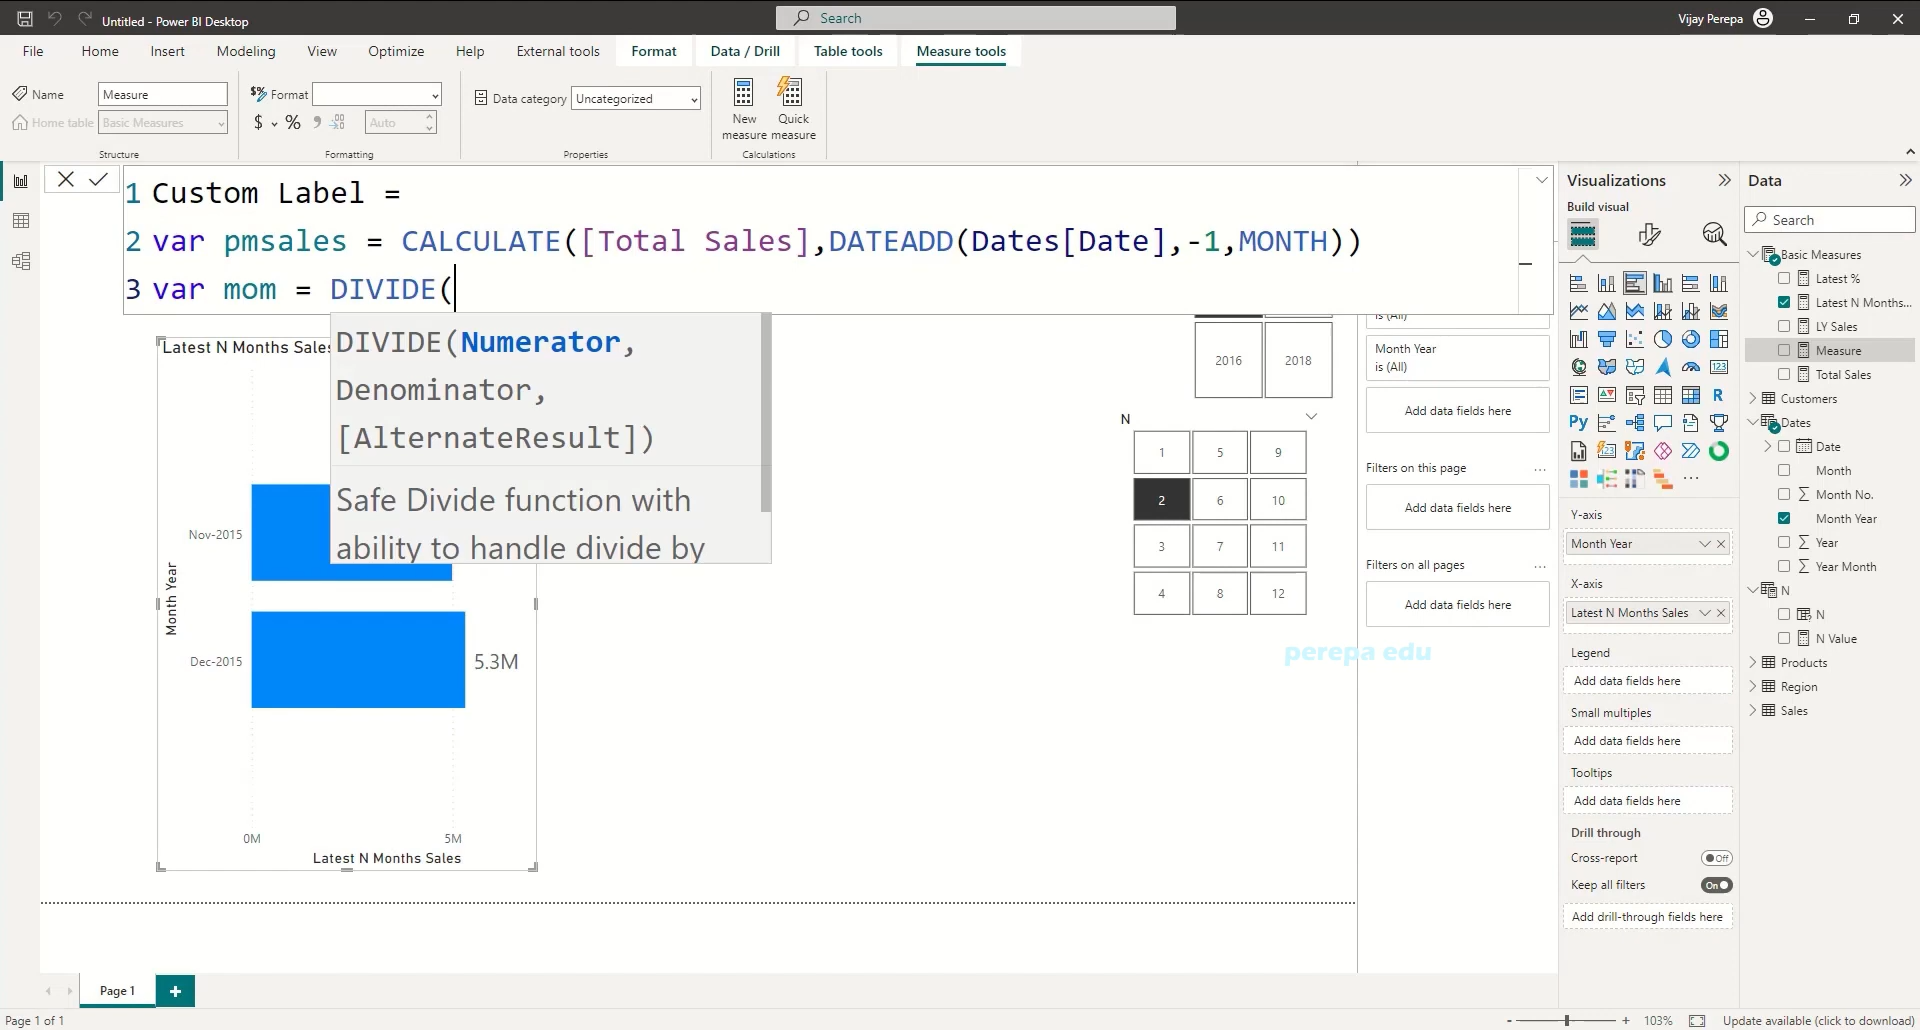 Untitled - Power BI Desktop
Search
Vijay Perepa
File
Home
Insert
Modeling
View
Optimize
Help
External tools
Format
Data / Drill
Table tools
Measure tools
Name
Measure
Home table
Basic Measures
Structure
Format
Auto
Formatting
Data category
Uncategorized
Properties
New
measure
Quick
measure
Calculations
1 Custom Label =
2 var pmsales = CALCULATE([Total Sales],DATEADD(Dates[Date],-1,MONTH))
3 var mom = DIVIDE(
DIVIDE(Numerator,
Denominator,
[AlternateResult])
Safe Divide function with
ability to handle divide by
Latest N Months Sales
Month Year
Nov-2015
Dec-2015
5.3M
0M
5M
Latest N Months Sales
2016
2018
N
1
5
9
2
6
10
3
7
11
4
8
12
perepa edu
is (All)
Month Year
is (All)
Add data fields here
Filters on this page
...
Add data fields here
Filters on all pages
...
Add data fields here
Visualizations
Build visual
Y-axis
Month Year
X-axis
Latest N Months Sales
Legend
Add data fields here
Small multiples
Add data fields here
Tooltips
Add data fields here
Drill through
Cross-report
Off
Keep all filters
On
Add drill-through fields here
Data
Search
Basic Measures
Latest %
Latest N Months...
LY Sales
Measure
Total Sales
Customers
Dates
Date
Month
Month No.
Month Year
Year
Year Month
N
N
N Value
Products
Region
Sales
Page 1
Page 1 of 1
103%
Update available (click to download)